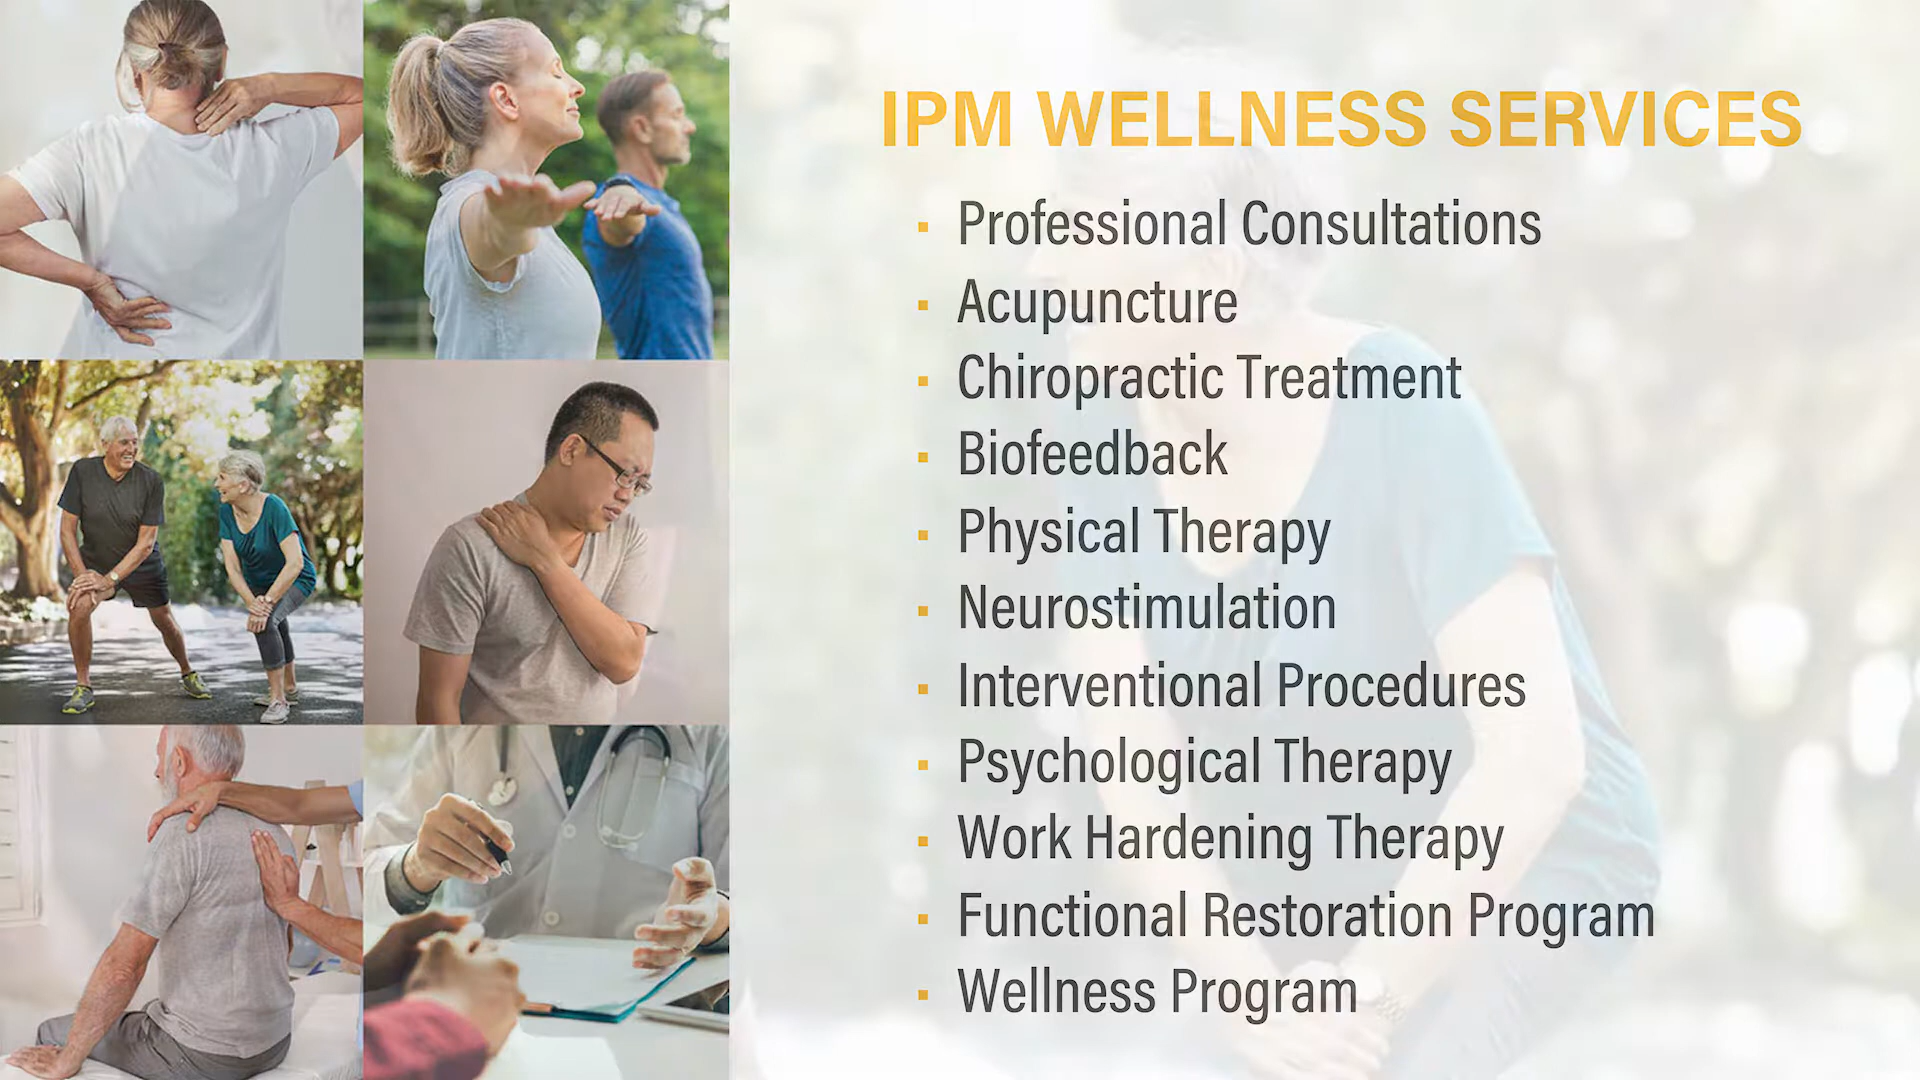 IPM WELLNESS SERVICES
▪ Professional Consultations
▪ Acupuncture
▪ Chiropractic Treatment
▪ Biofeedback
▪ Physical Therapy
▪ Neurostimulation
▪ Interventional Procedures
▪ Psychological Therapy
▪ Work Hardening Therapy
▪ Functional Restoration Program
▪ Wellness Program